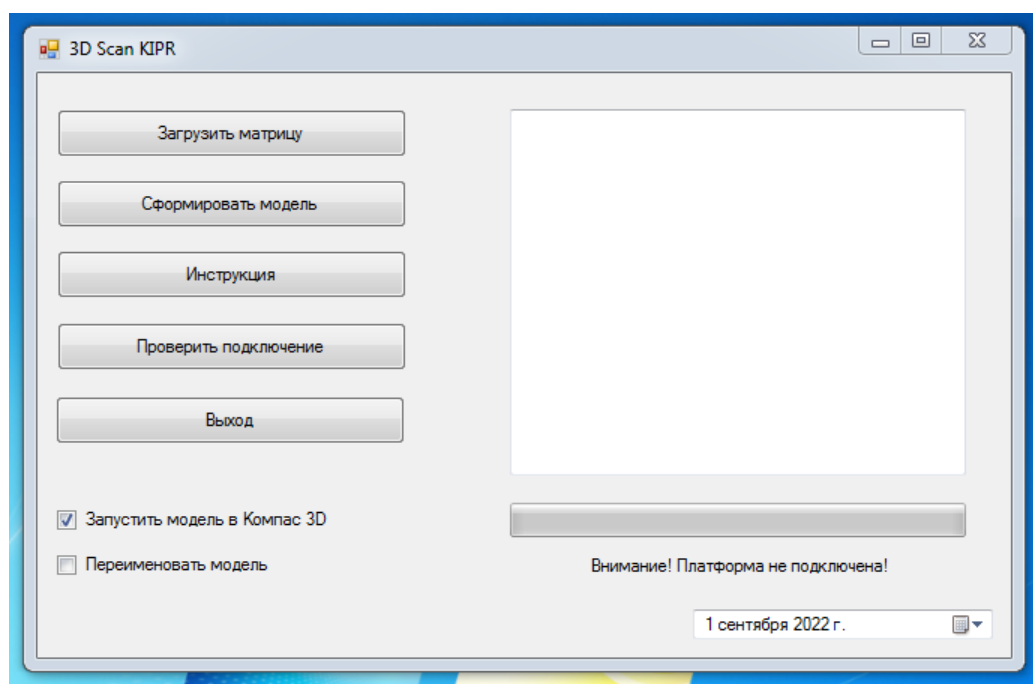 3D Scan KIPR
Загрузить матрицу
Сформировать модель
Инструкция
Проверить подключение
Выход
Запустить модель в Компас 3D
Переименовать модель
Внимание! Платформа не подключена!
1 сентября 2022 г.